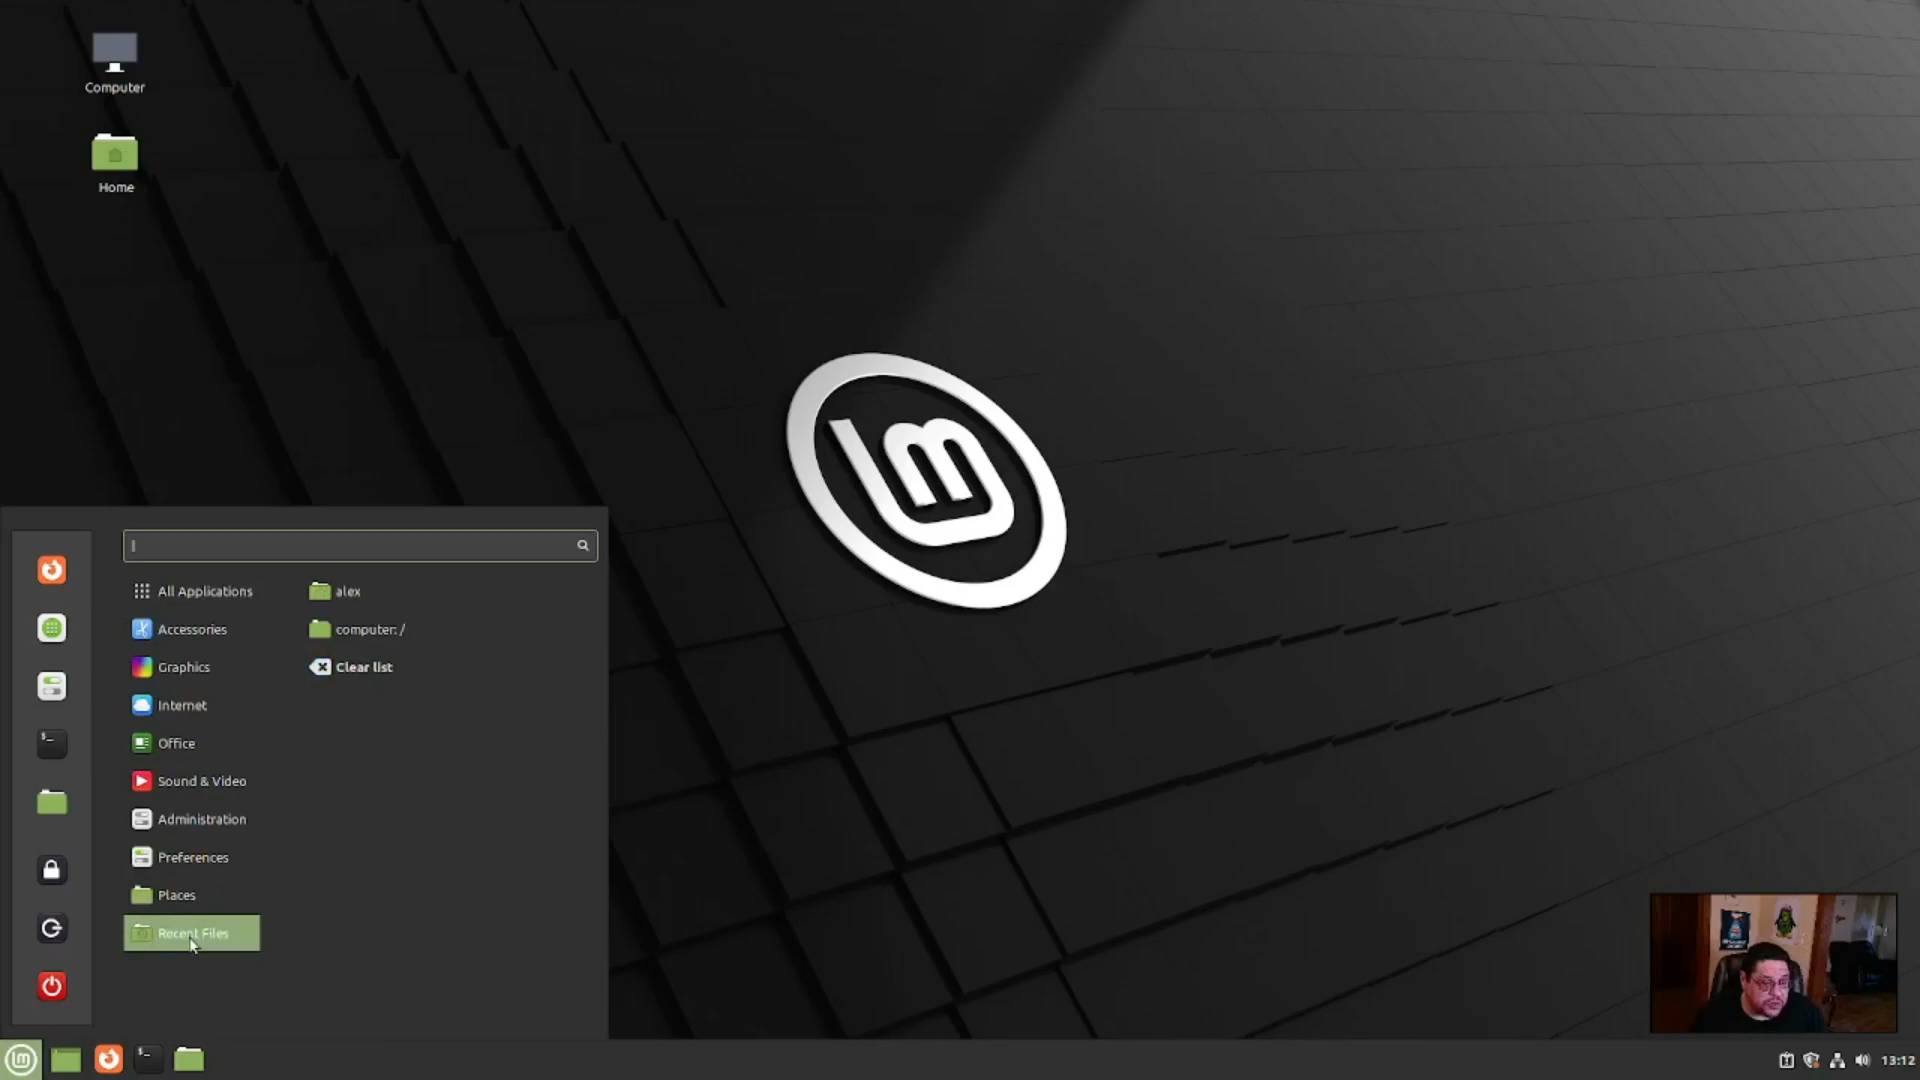 Computer
Home
All Applications
alex
Accessories
computer: /
Graphics
Clear list
Internet
Office
Sound & Video
Administration
Preferences
Places
Recent Files
lm
$_
13:12